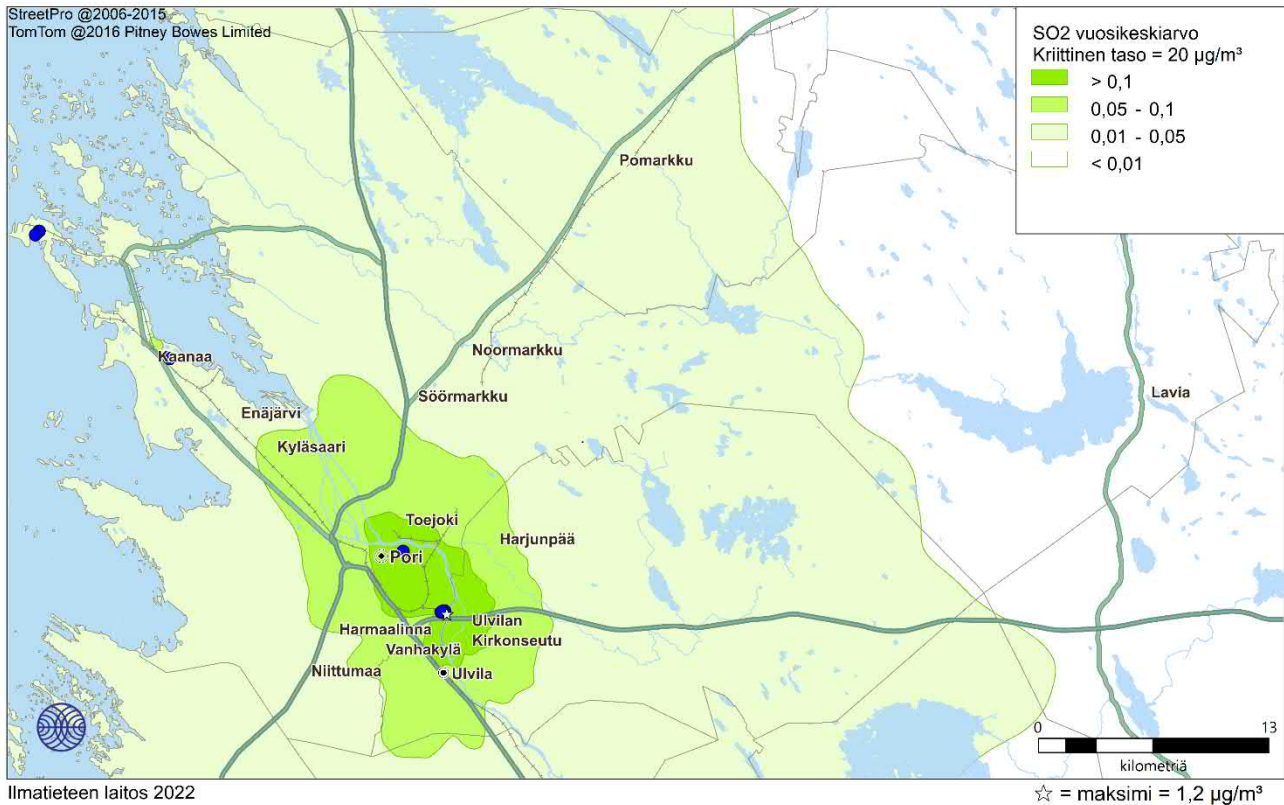 StreetPro @2006-2015
TomTom @2016 Pitney Bowes Limited
SO2 vuosikeskiarvo
Kriittinen taso = 20 µg/m³
> 0,1
0,05 - 0,1
0,01 - 0,05
< 0,01
Pomarkku
Noormarkku
Kaanaa
Söörmarkku
Lavia
Enäjärvi
Kyläsaari
Toejoki
Harjunpää
Pori
Harmaalinna
Ulvilan
Kirkonseutu
Vanhakylä
Niittumaa
Ulvila
0 13
kilometriä
Ilmatieteen laitos 2022
☆ = maksimi = 1,2 µg/m³